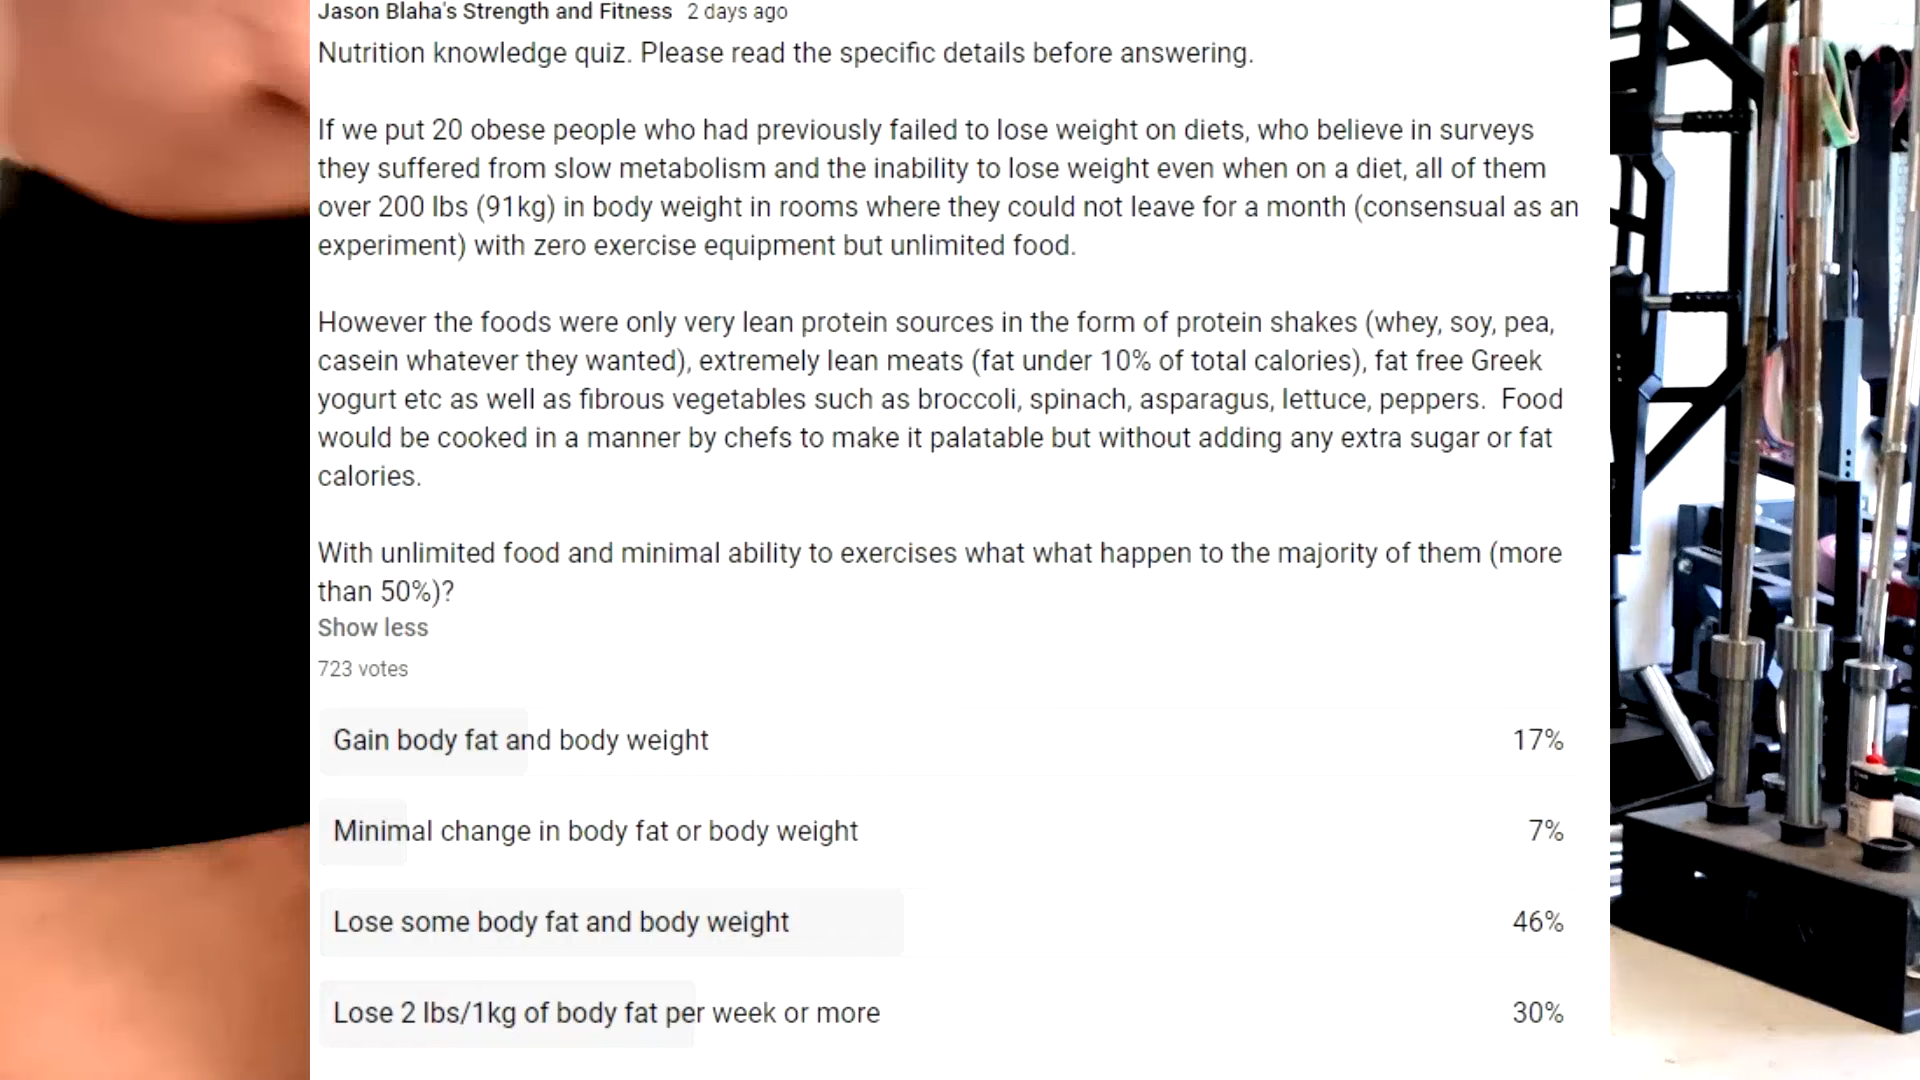 Jason Blaha's Strength and Fitness 2 days ago
Nutrition knowledge quiz. Please read the specific details before answering.
If we put 20 obese people who had previously failed to lose weight on diets, who believe in surveys
they suffered from slow metabolism and the inability to lose weight even when on a diet, all of them
over 200 lbs (91kg) in body weight in rooms where they could not leave for a month (consensual as an
experiment) with zero exercise equipment but unlimited food.
However the foods were only very lean protein sources in the form of protein shakes (whey, soy, pea,
casein whatever they wanted), extremely lean meats (fat under 10% of total calories), fat free Greek
yogurt etc as well as fibrous vegetables such as broccoli, spinach, asparagus, lettuce, peppers. Food
would be cooked in a manner by chefs to make it palatable but without adding any extra sugar or fat
calories.
With unlimited food and minimal ability to exercises what what happen to the majority of them (more
than 50%)?
Show less
723 votes
Gain body fat and body weight 17%
Minimal change in body fat or body weight 7%
Lose some body fat and body weight 46%
Lose 2 lbs/1kg of body fat per week or more 30%